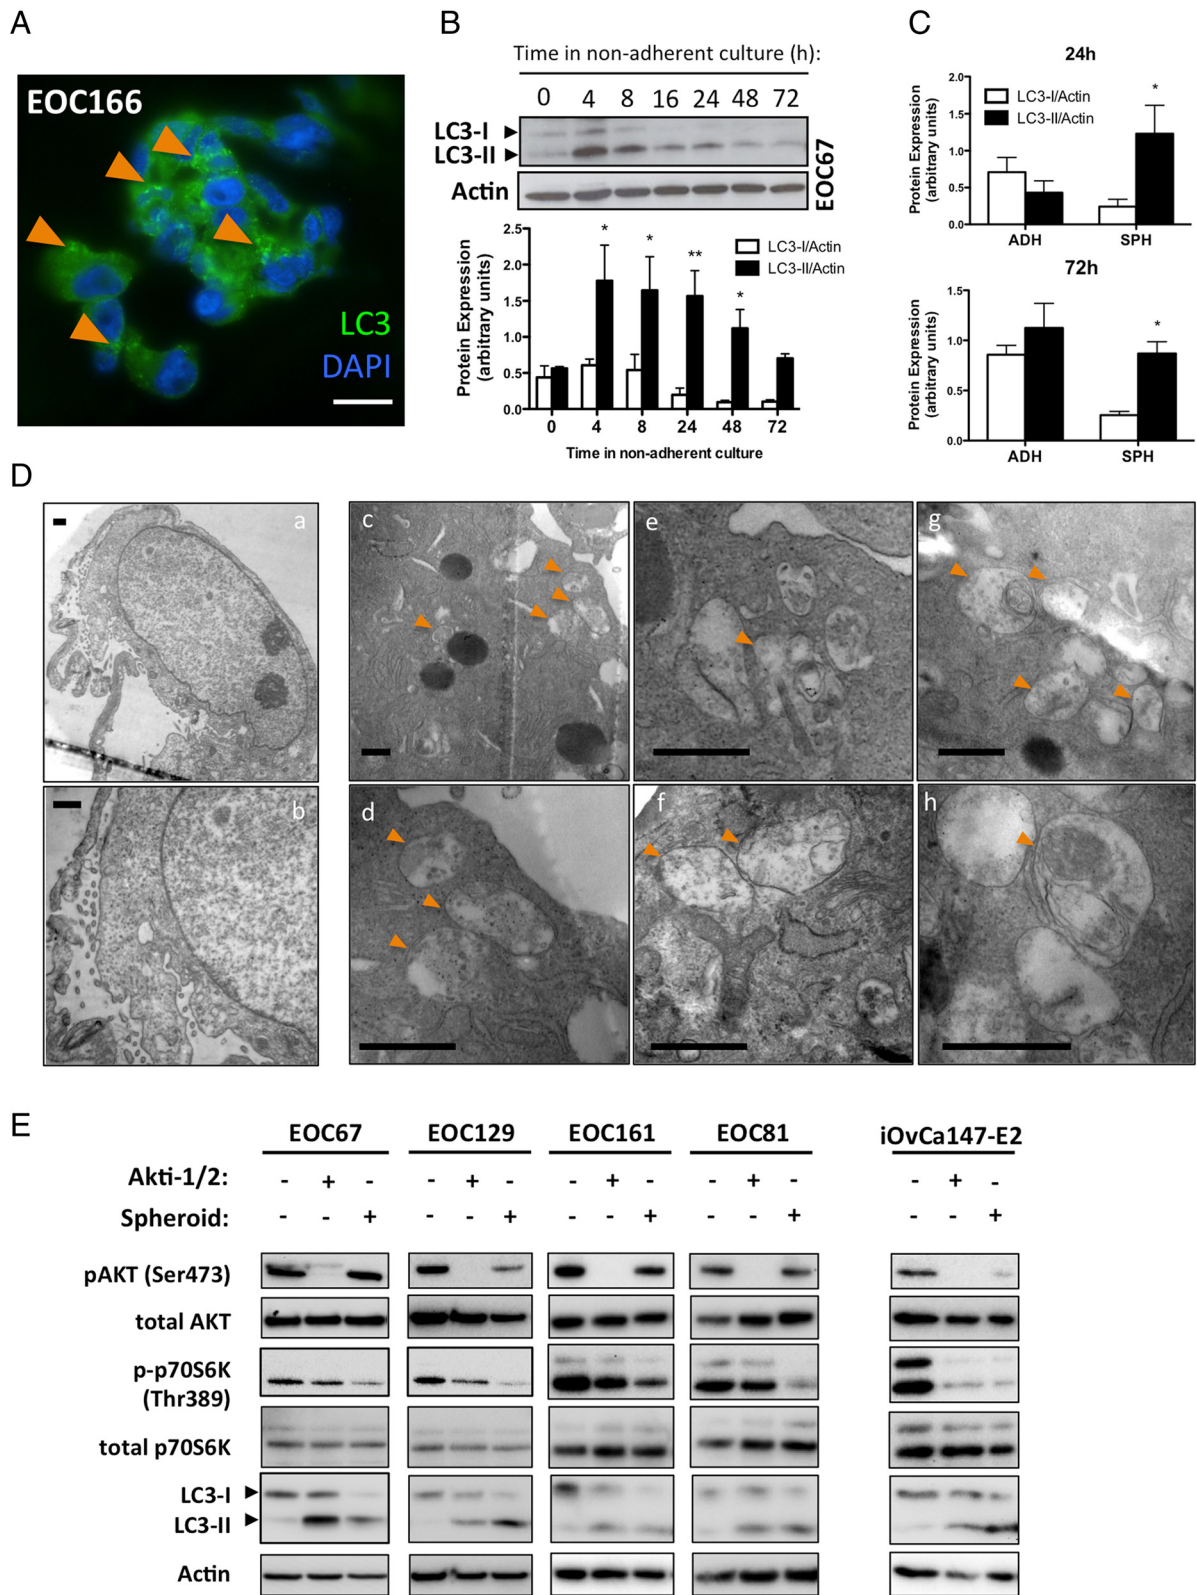 A
EOC166
LC3
DAPI
B
Time in non-adherent culture (h):
0 4 8 16 24 48 72
LC3-I
LC3-II
Actin
EOC67
Protein Expression
(arbitrary units)
2.5
2.0
1.5
1.0
0.5
0.0
* * ** *
LC3-I/Actin
LC3-II/Actin
0 4 8 24 48 72
Time in non-adherent culture
C
24h
Protein Expression
(arbitrary units)
2.0
1.5
1.0
0.5
0.0
LC3-I/Actin
LC3-II/Actin
*
ADH SPH
72h
Protein Expression
(arbitrary units)
1.5
1.0
0.5
0.0
*
ADH SPH
D
a
b
c
d
e
f
g
h
E
EOC67 EOC129 EOC161 EOC81 iOvCa147-E2
Akti-1/2: - + - - + - - + - - + - - + -
Spheroid: - - + - - + - - + - - + - - +
pAKT (Ser473)
total AKT
p-p70S6K
(Thr389)
total p70S6K
LC3-I
LC3-II
Actin